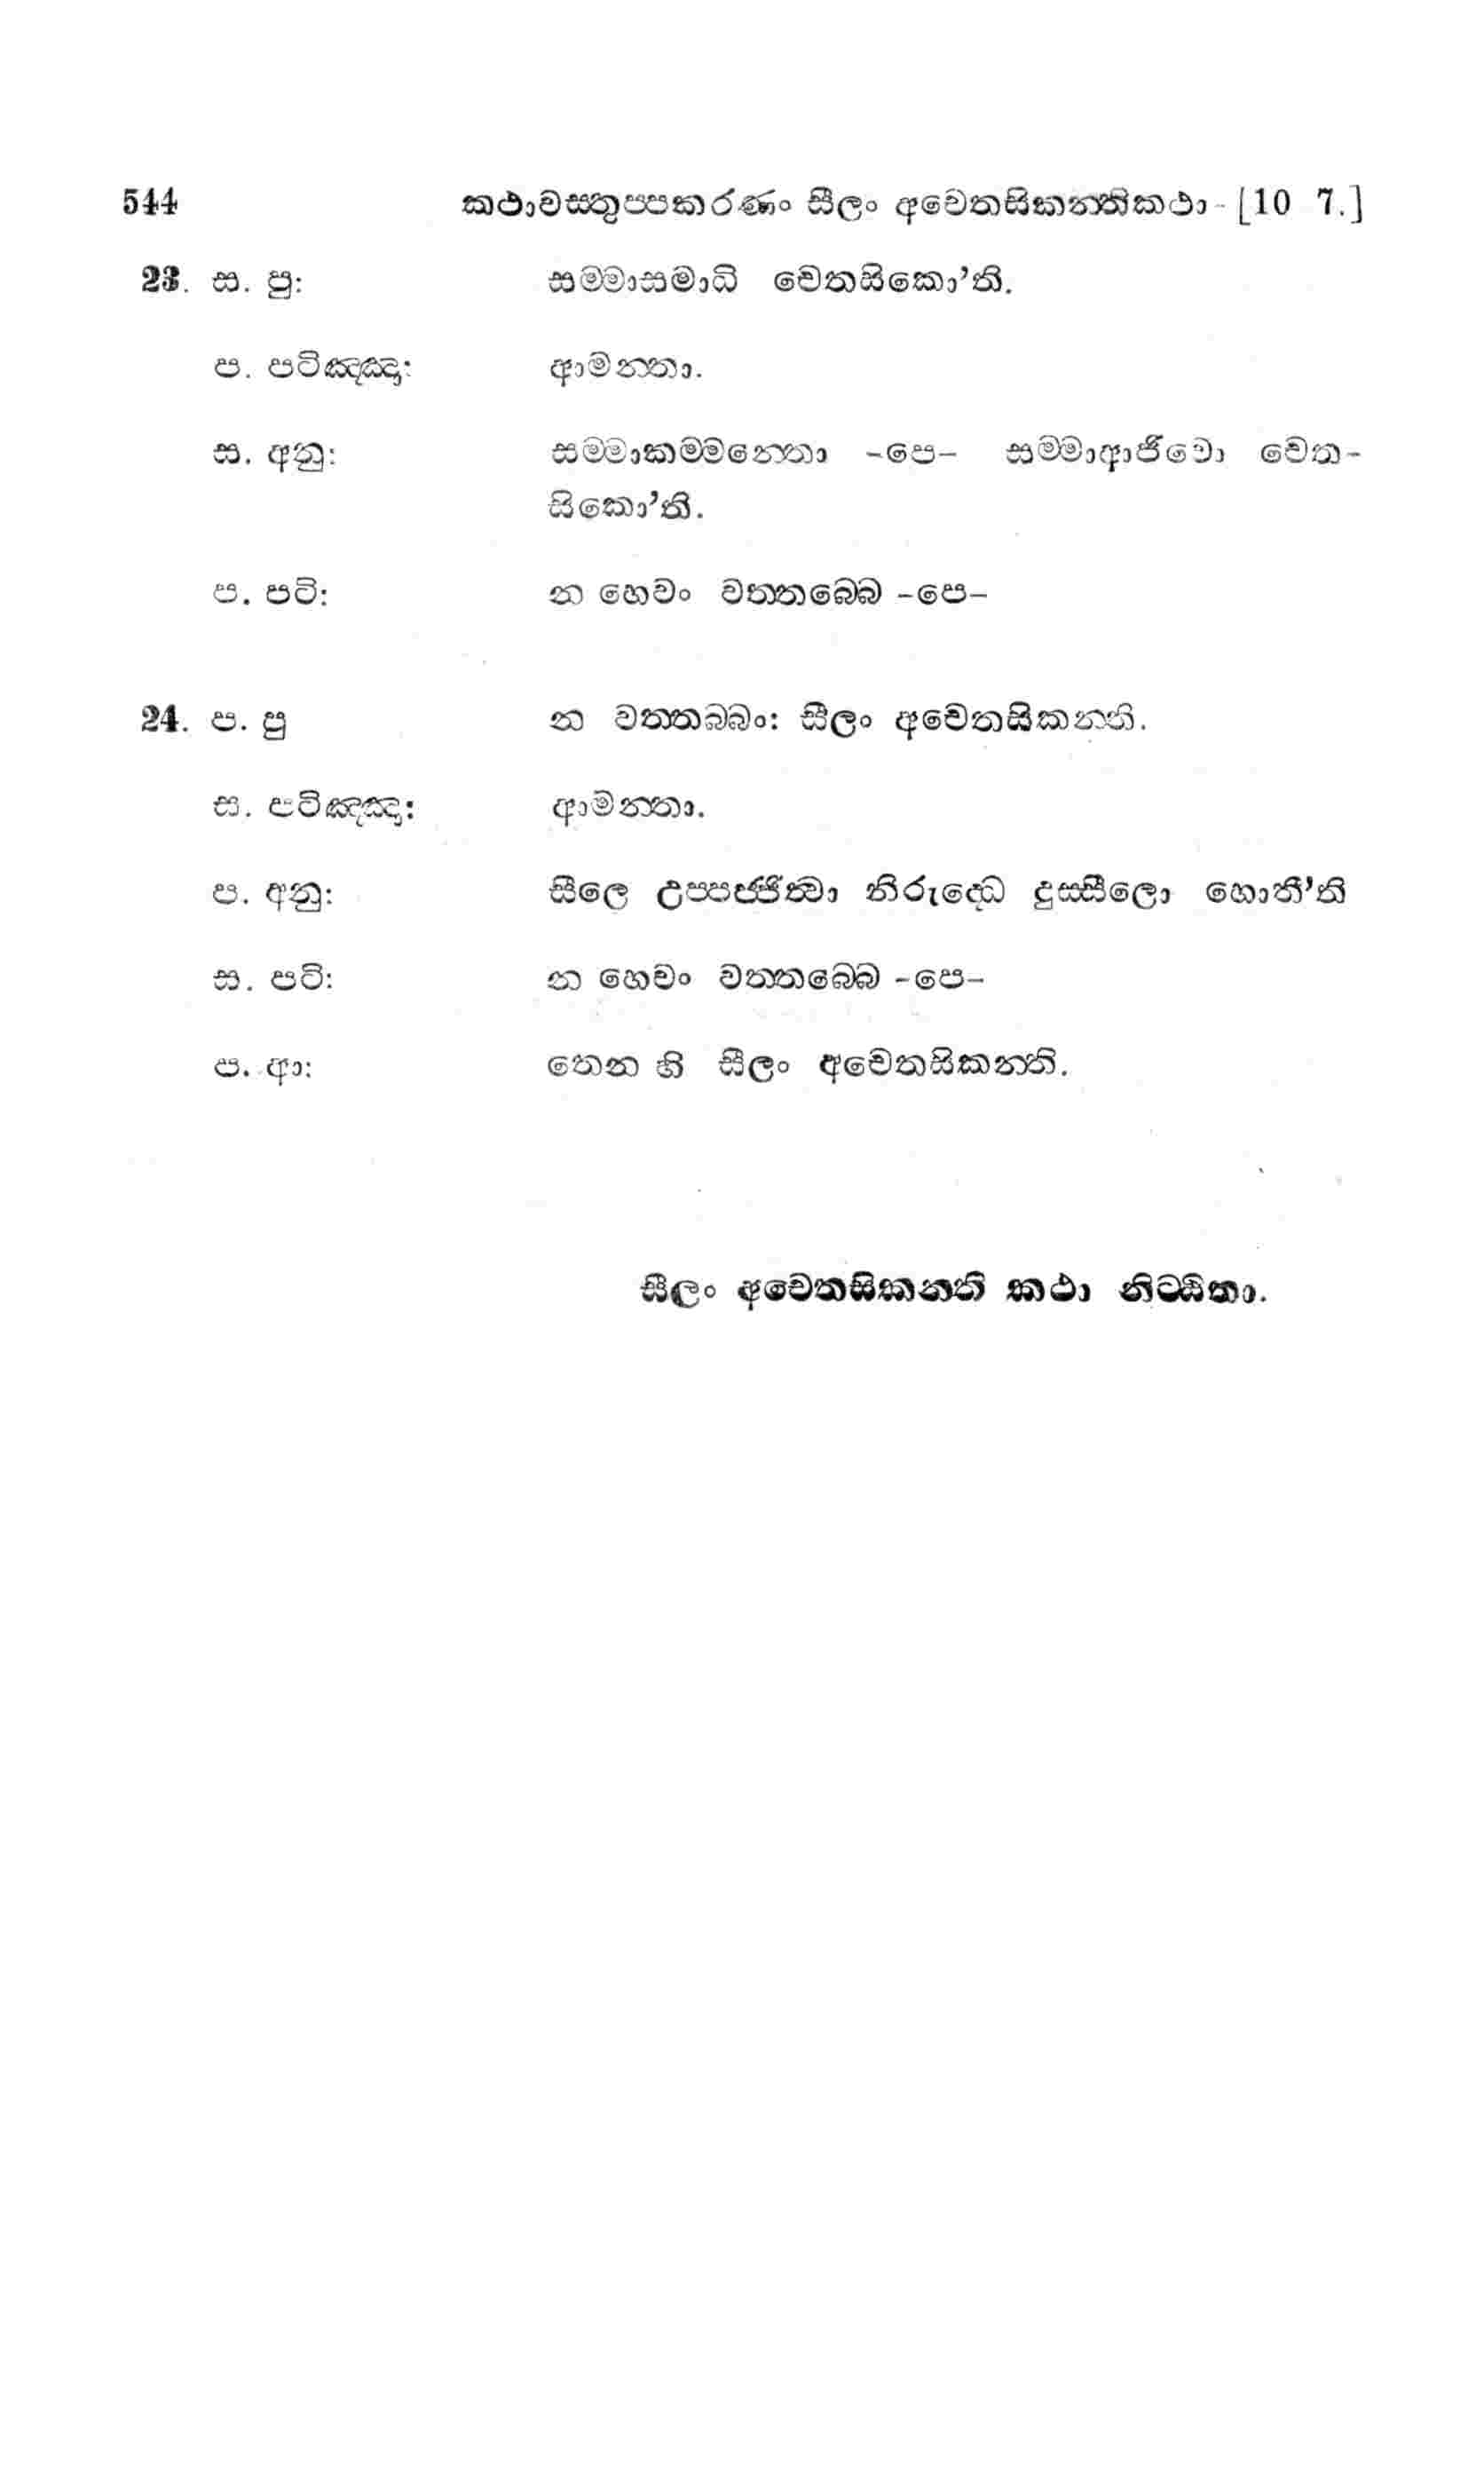 544 කථාවස්තුප්පකරණං සීලං අචෙතසිකන්තිකථා - [10 7.]
23. ස. පු: සම්මාසමාධි චෙතසිකො'ති.
ප. පටිඤ්ඤා: ආමන්තා.
ස. අනු: සම්මාකම්මන්තො -පෙ- සම්මාආජීවො චෙත-
සිකො'ති.
ප. පටි: න හෙවං වත්තබ්බෙ -පෙ-
24. ප. පු න වත්තබ්බං: සීලං අචෙතසිකන්ති.
ස. පටිඤ්ඤා: ආමන්තා.
ප. අනු: සීලෙ උප්පජ්ජිත්වා නිරුද්ධෙ දුස්සීලො හොතී'ති
ස. පටි: න හෙවං වත්තබ්බෙ -පෙ-
ප. ආ: තෙන හි සීලං අචෙතසිකන්ති.
සීලං අචෙතසිකන්ති කථා නිට්ඨිතා.